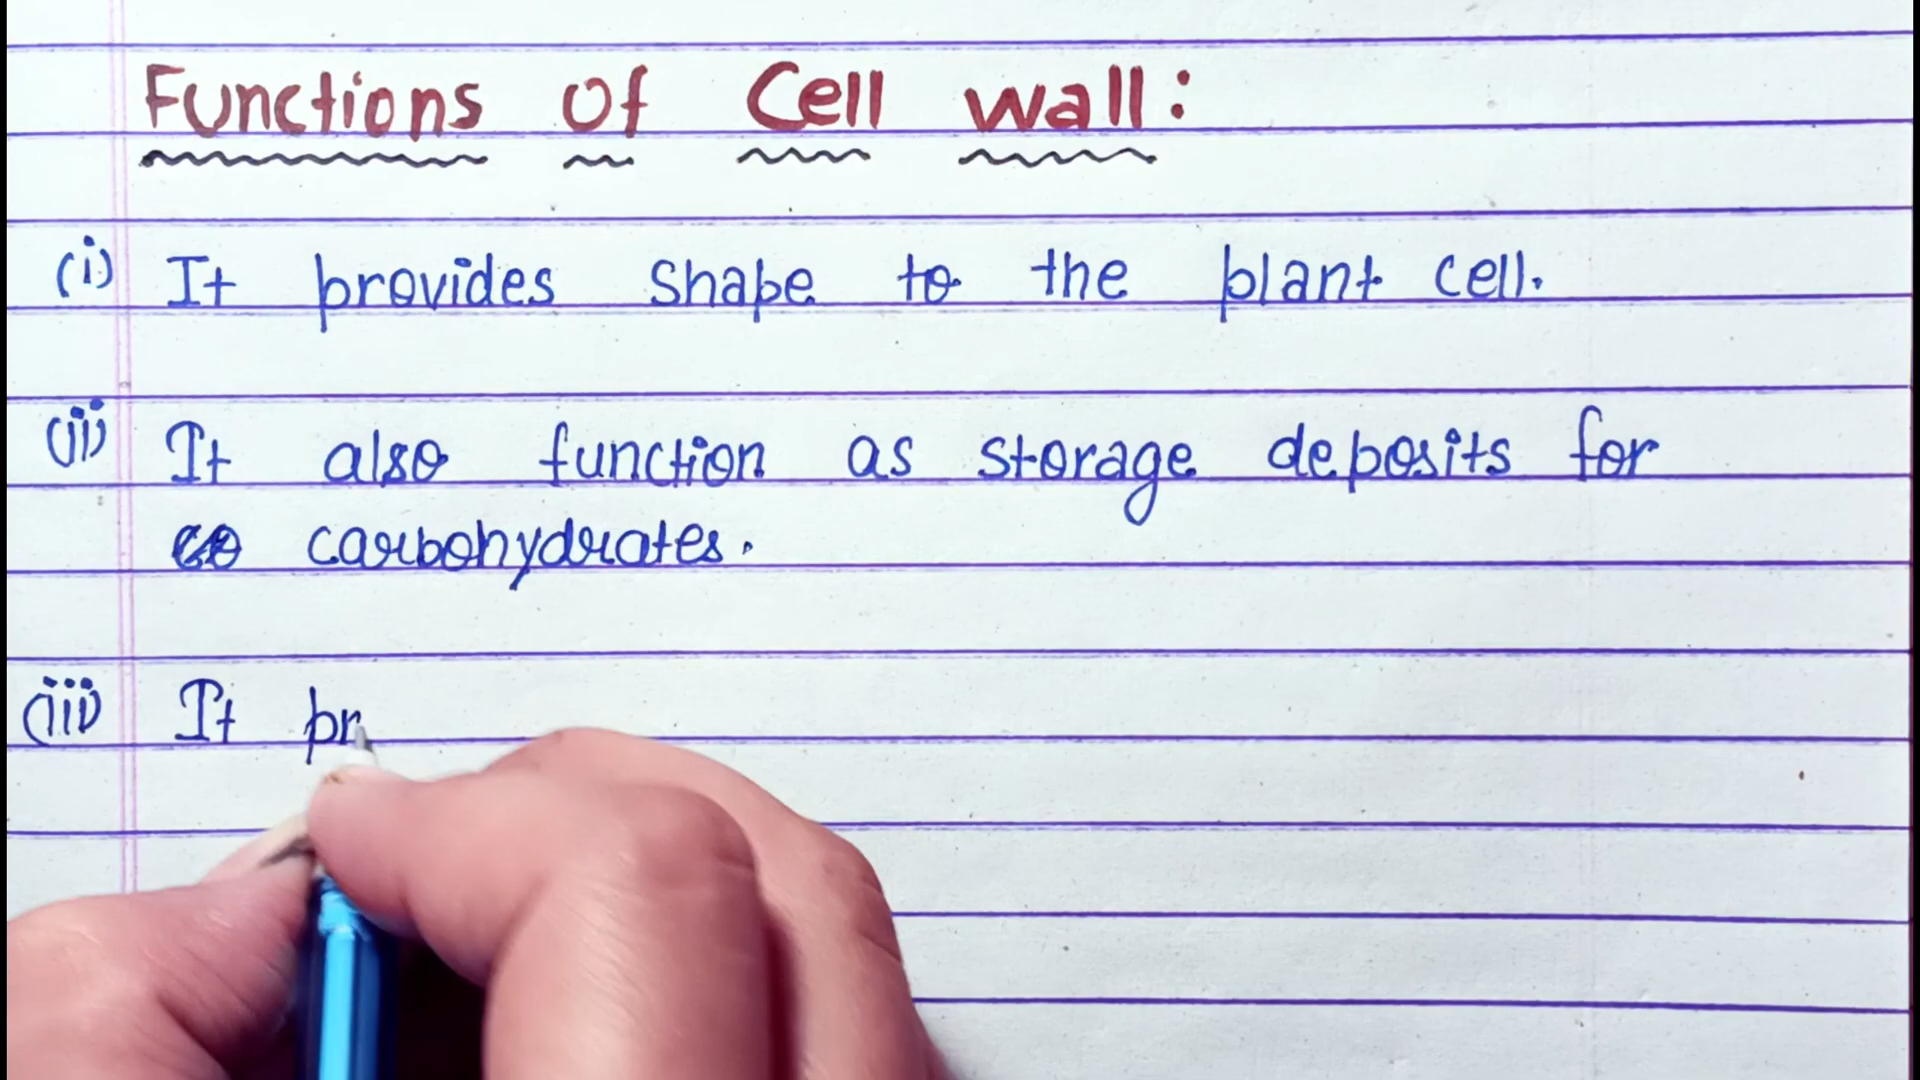 Functions Of Cell wall:
(i) It provides shape to the plant cell.
(ii) It also function as storage deposits for
carbohydrates.
(iii) It pr